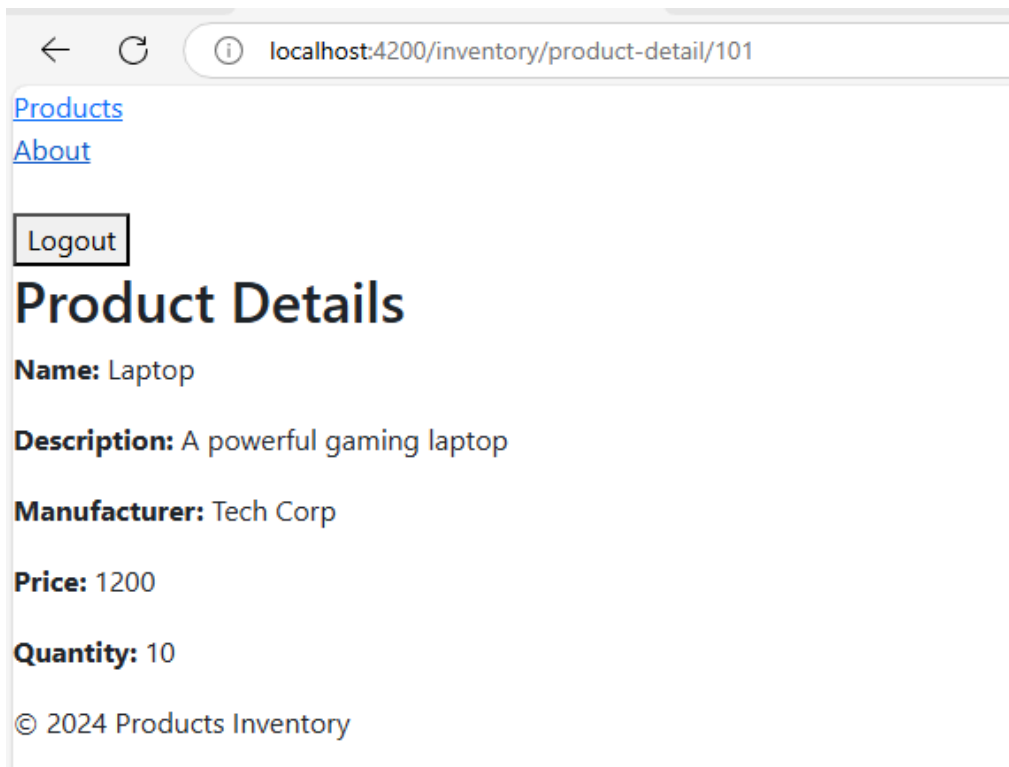 localhost:4200/inventory/product-detail/101
Products
About
Logout
Product Details
Name: Laptop
Description: A powerful gaming laptop
Manufacturer: Tech Corp
Price: 1200
Quantity: 10
© 2024 Products Inventory